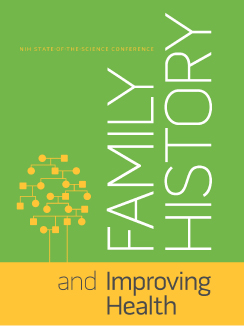 NIH STATE-OF-THE-SCIENCE CONFERENCE
FAMILY
HISTORY
and Improving
Health